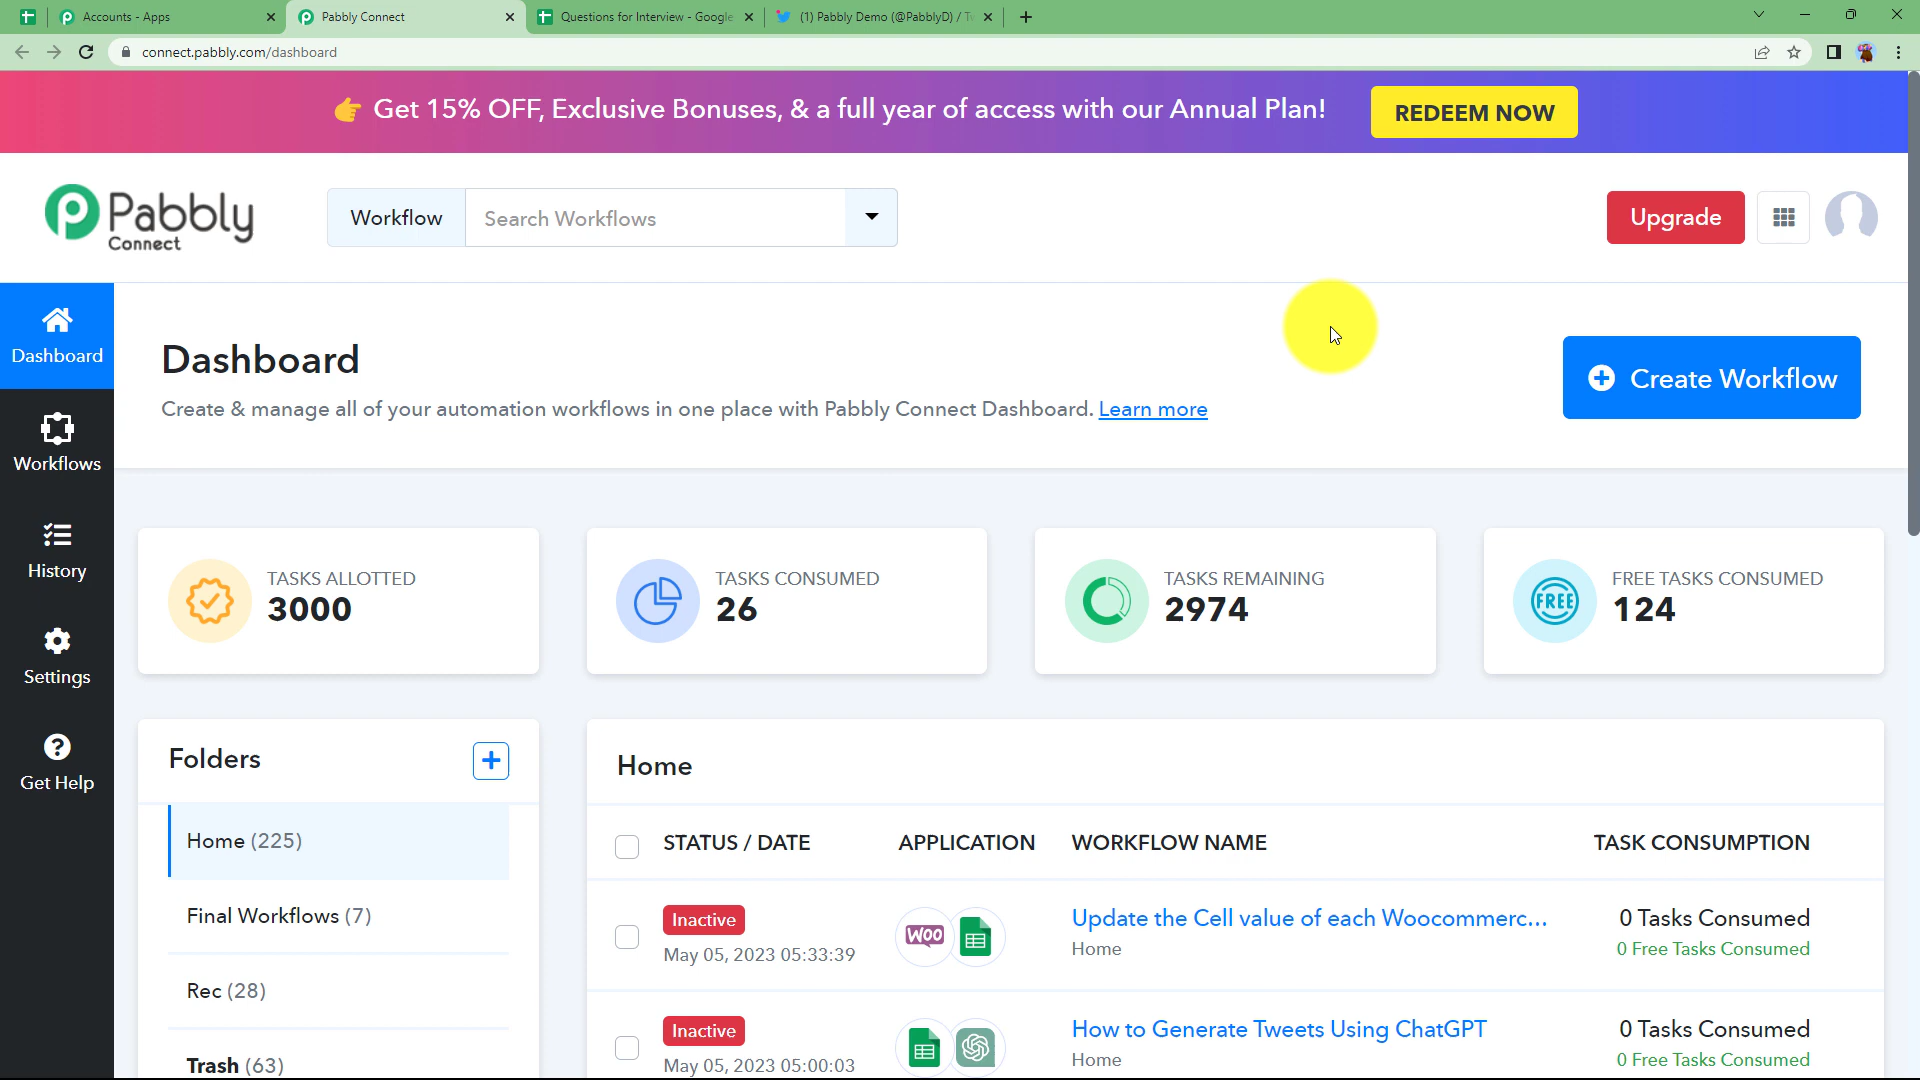 Accounts - Apps
Pabbly Connect
Questions for Interview - Google
(1) Pabbly Demo (@PabblyD) / Tw
connect.pabbly.com/dashboard
👉 Get 15% OFF, Exclusive Bonuses, & a full year of access with our Annual Plan!
REDEEM NOW
Pabbly
Connect
Workflow
Search Workflows
Upgrade
Dashboard
Workflows
History
Settings
Get Help
Dashboard
Create & manage all of your automation workflows in one place with Pabbly Connect Dashboard. Learn more
Create Workflow
TASKS ALLOTTED
3000
TASKS CONSUMED
26
TASKS REMAINING
2974
FREE
FREE TASKS CONSUMED
124
Folders
Home (225)
Final Workflows (7)
Rec (28)
Trash (63)
Home
STATUS / DATE APPLICATION WORKFLOW NAME TASK CONSUMPTION
Inactive
May 05, 2023 05:33:39
WOO
Update the Cell value of each Woocommerc...
Home
0 Tasks Consumed
0 Free Tasks Consumed
Inactive
May 05, 2023 05:00:03
How to Generate Tweets Using ChatGPT
Home
0 Tasks Consumed
0 Free Tasks Consumed